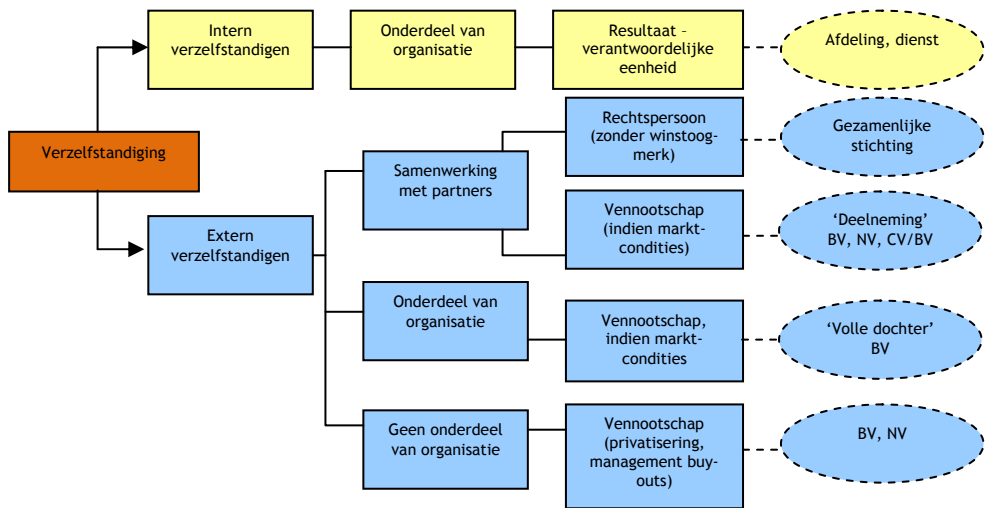 Intern
verzelfstandigen
Onderdeel van
organisatie
Resultaat –
verantwoordelijke
eenheid
Afdeling, dienst
Verzelfstandiging
Extern
verzelfstandigen
Samenwerking
met partners
Rechtspersoon
(zonder winstoog-
merk)
Gezamenlijke
stichting
Vennootschap
(indien markt-
condities)
‘Deelneming’
BV, NV, CV/BV
Onderdeel van
organisatie
Vennootschap,
indien markt-
condities
‘Volle dochter’
BV
Geen onderdeel
van organisatie
Vennootschap
(privatisering,
management buy-
outs)
BV, NV